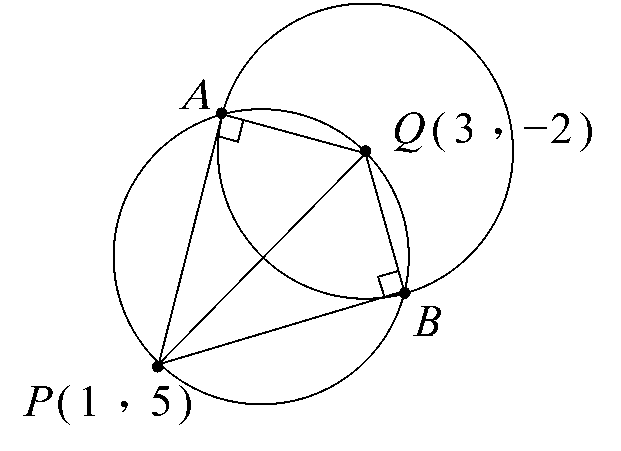 A
Q(3 , −2)
B
P(1 , 5)